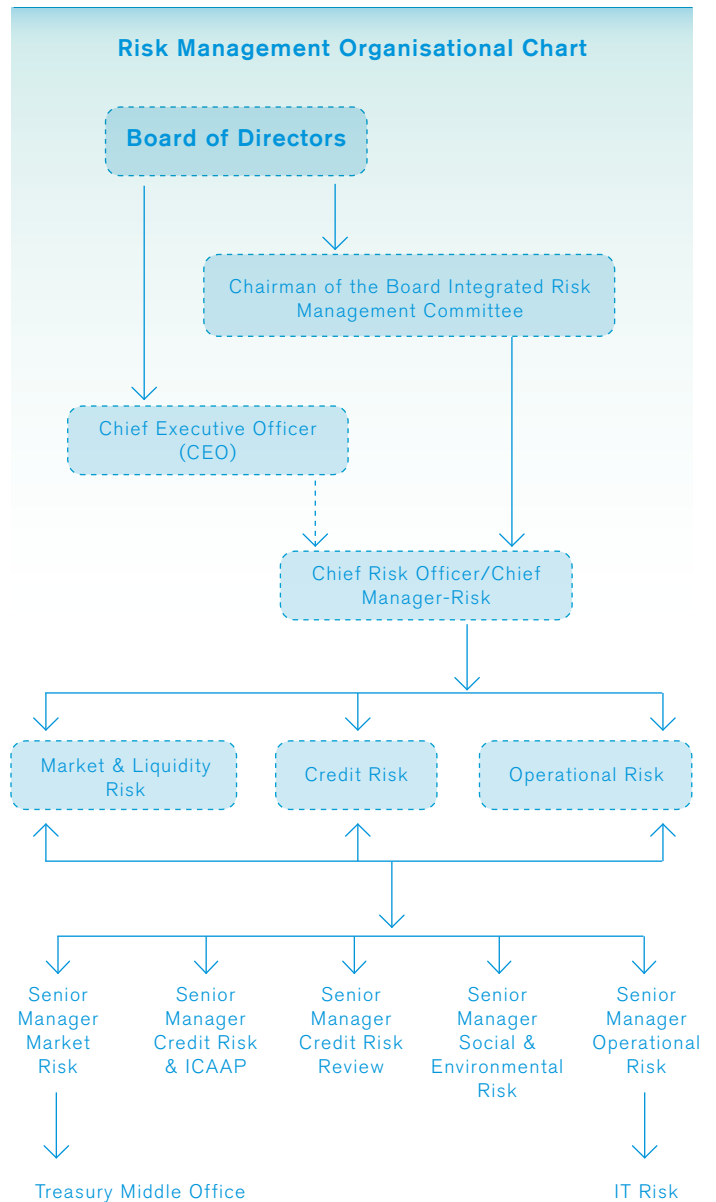 Risk Management Organisational Chart
Board of Directors
Chairman of the Board Integrated Risk
Management Committee
Chief Executive Officer
(CEO)
Chief Risk Officer/Chief
Manager-Risk
Market & Liquidity
Risk
Credit Risk
Operational Risk
Senior
Manager
Market
Risk
Senior
Manager
Credit Risk
& ICAAP
Senior
Manager
Credit Risk
Review
Senior
Manager
Social &
Environmental
Risk
Senior
Manager
Operational
Risk
Treasury Middle Office
IT Risk